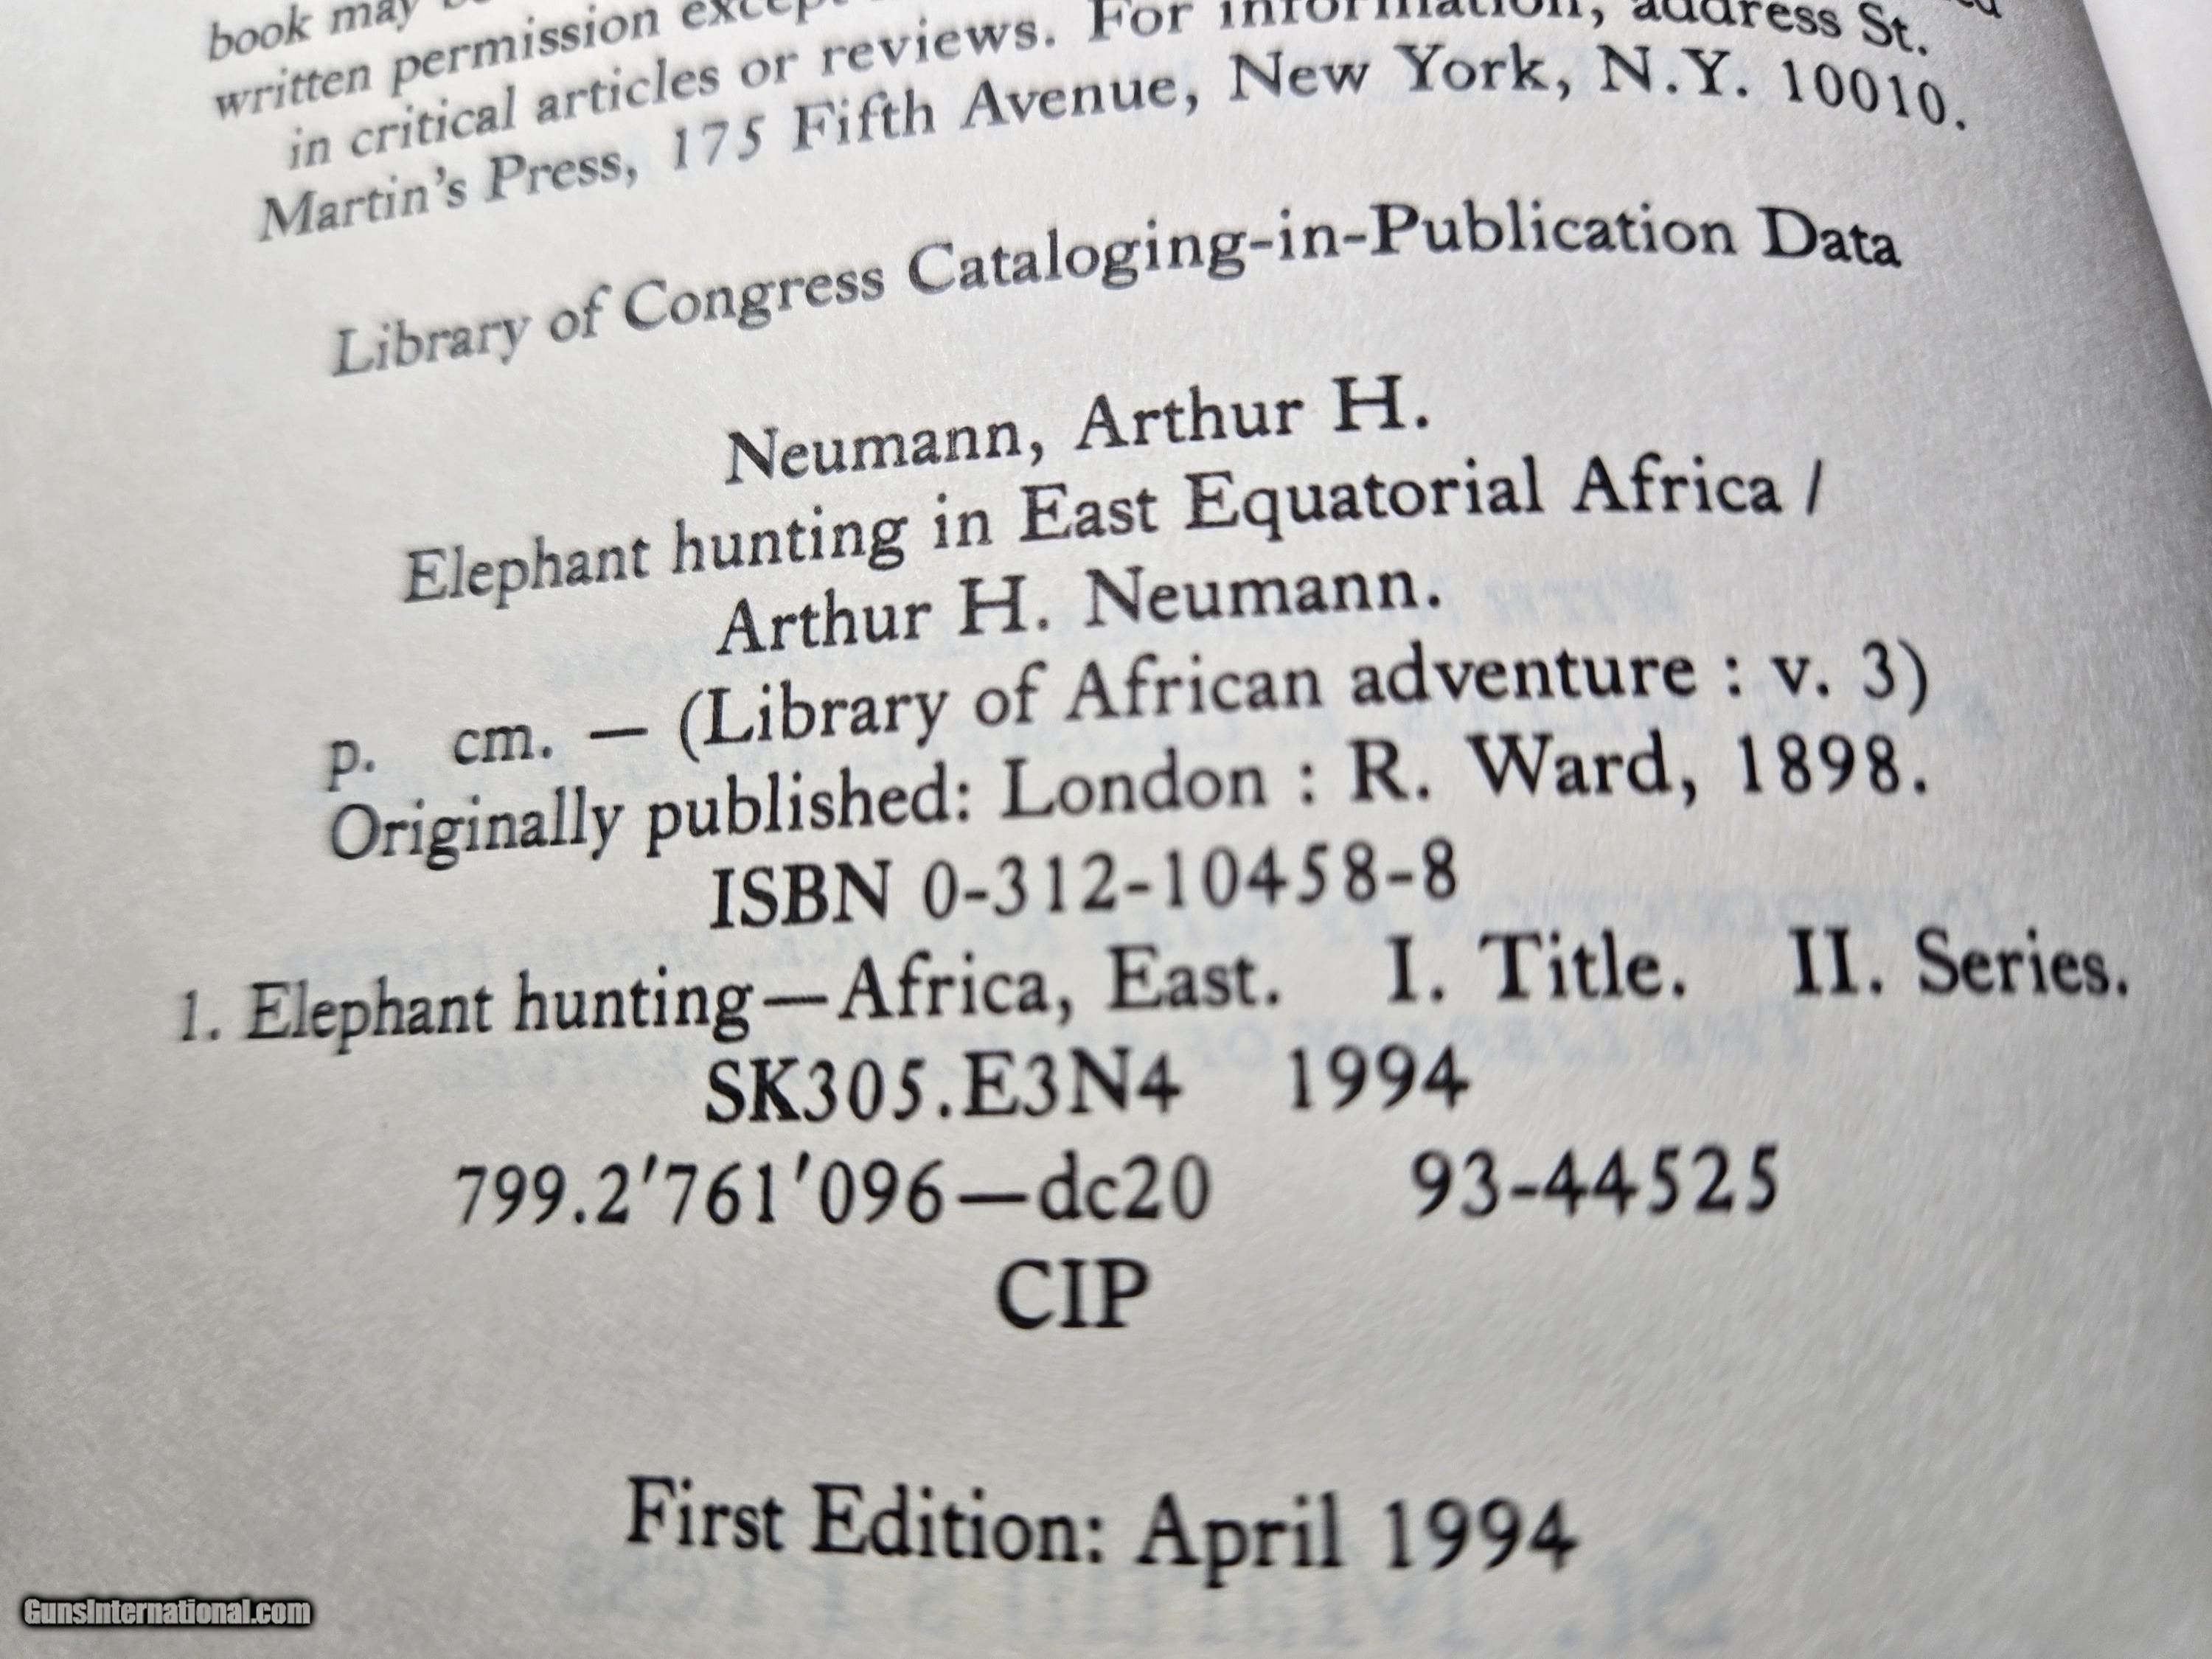 book may
written permission except
in critical articles or reviews. For information, address St.
Martin's Press, 175 Fifth Avenue, New York, N.Y. 10010.
Library of Congress Cataloging-in-Publication Data
Neumann, Arthur H.
Elephant hunting in East Equatorial Africa /
Arthur H. Neumann.
p. cm. — (Library of African adventure : v. 3)
Originally published: London : R. Ward, 1898.
ISBN 0-312-10458-8
1. Elephant hunting—Africa, East. I. Title. II. Series.
SK305.E3N4 1994
799.2'761'096—dc20 93-44525
CIP
First Edition: April 1994
GunsInternational.com